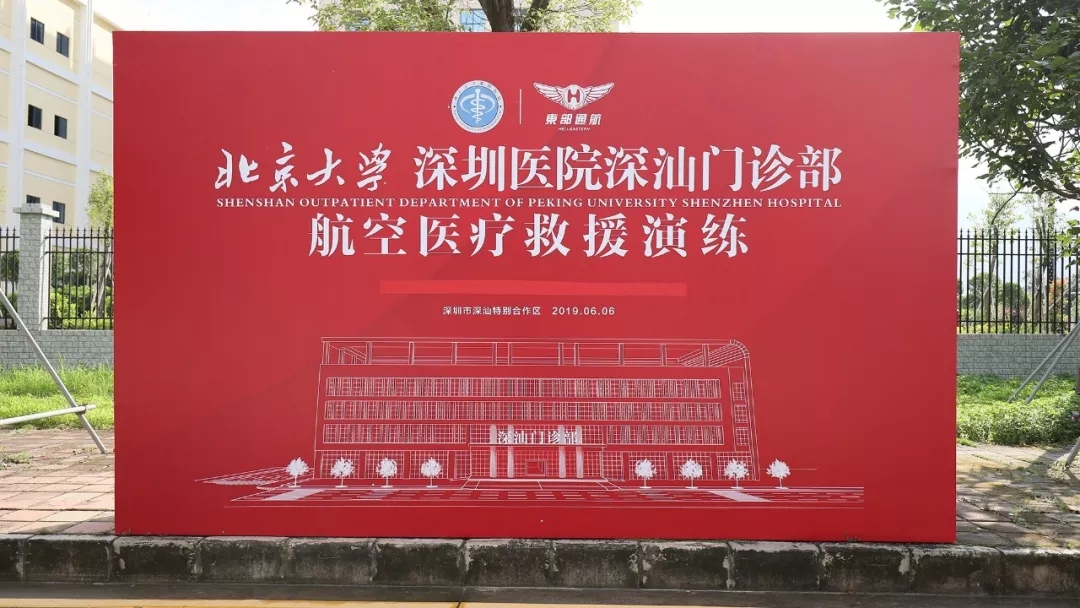 東部通航
北京大学 深圳医院深汕门诊部
SHENSHAN OUTPATIENT DEPARTMENT OF PEKING UNIVERSITY SHENZHEN HOSPITAL
航空医疗救援演练
深圳市深汕特别合作区 2019.06.06
深汕门诊部